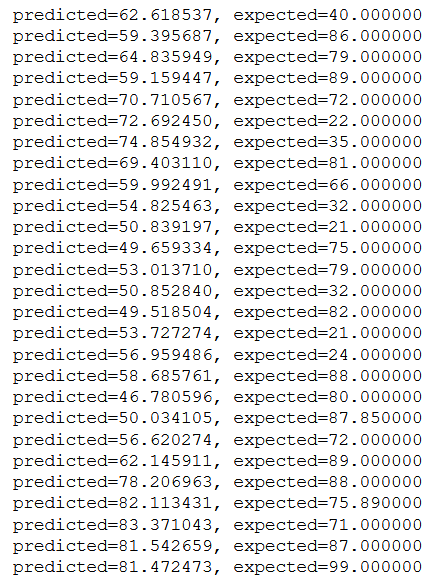 predicted=62.618537, expected=40.000000
predicted=59.395687, expected=86.000000
predicted=64.835949, expected=79.000000
predicted=59.159447, expected=89.000000
predicted=70.710567, expected=72.000000
predicted=72.692450, expected=22.000000
predicted=74.854932, expected=35.000000
predicted=69.403110, expected=81.000000
predicted=59.992491, expected=66.000000
predicted=54.825463, expected=32.000000
predicted=50.839197, expected=21.000000
predicted=49.659334, expected=75.000000
predicted=53.013710, expected=79.000000
predicted=50.852840, expected=32.000000
predicted=49.518504, expected=82.000000
predicted=53.727274, expected=21.000000
predicted=56.959486, expected=24.000000
predicted=58.685761, expected=88.000000
predicted=46.780596, expected=80.000000
predicted=50.034105, expected=87.850000
predicted=56.620274, expected=72.000000
predicted=62.145911, expected=89.000000
predicted=78.206963, expected=88.000000
predicted=82.113431, expected=75.890000
predicted=83.371043, expected=71.000000
predicted=81.542659, expected=87.000000
predicted=81.472473, expected=99.000000